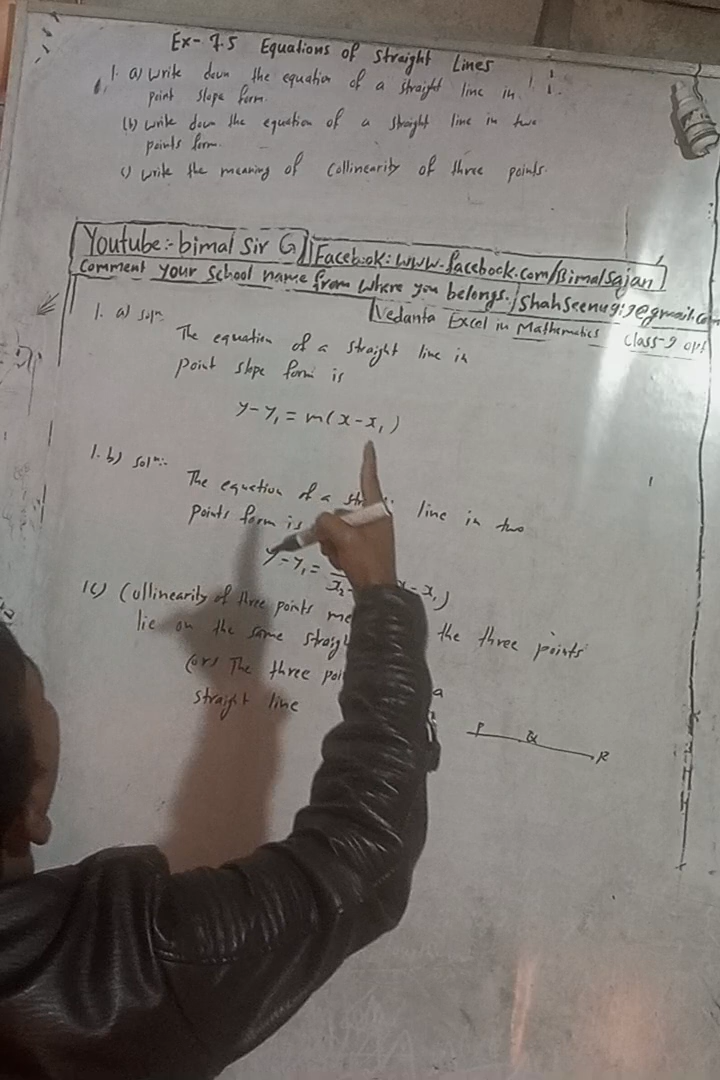 Ex- 7.5 Equations of Straight Lines
1. a) Write down the equation of a straight line in
point slope form.
(b) write down the equation of a straight line in two
points form.
c) write the meaning of Collinearity of three points.
Youtube:- bimal Sir G
Facebook: www.facebook.com/Bimalsajan
Comment your School name from where you belongs.
Vedanta Excel in Mathematics Class-9 opt
1. a) soln
The equation of a straight line in
point slope form is
y-y₁ = m(x-x₁)
1. b) soln:-
The equation of a line in two
points form is
y-y₁ = x₂ x-x₁)
1c) Collinearity of three points the three points
lie on the same
(or) The three a
straight line
P Q R